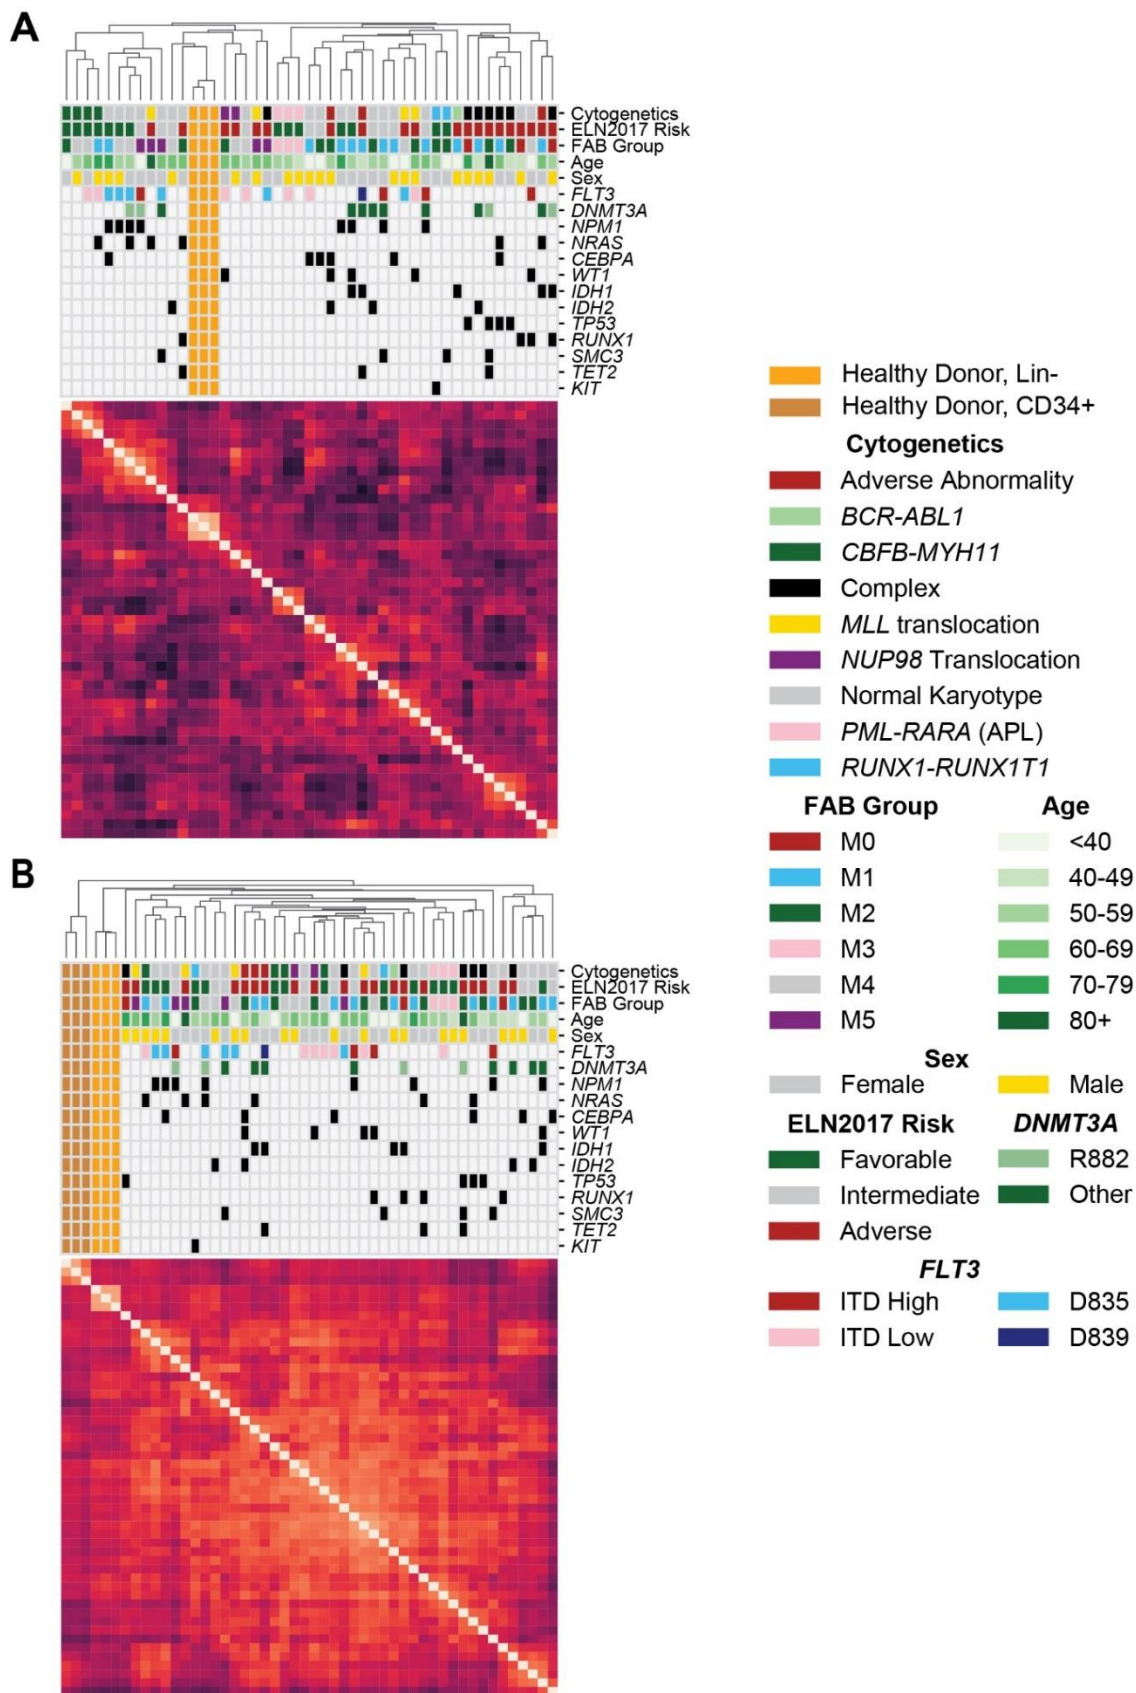 A
Cytogenetics
ELN2017 Risk
FAB Group
Age
Sex
FLT3
DNMT3A
NPM1
NRAS
CEBPA
WT1
IDH1
IDH2
TP53
RUNX1
SMC3
TET2
KIT
B
Cytogenetics
ELN2017 Risk
FAB Group
Age
Sex
FLT3
DNMT3A
NPM1
NRAS
CEBPA
WT1
IDH1
IDH2
TP53
RUNX1
SMC3
TET2
KIT
Healthy Donor, Lin-
Healthy Donor, CD34+
Cytogenetics
Adverse Abnormality
BCR-ABL1
CBFB-MYH11
Complex
MLL translocation
NUP98 Translocation
Normal Karyotype
PML-RARA (APL)
RUNX1-RUNX1T1
FAB Group Age
M0 <40
M1 40-49
M2 50-59
M3 60-69
M4 70-79
M5 80+
Sex
Female Male
ELN2017 Risk DNMT3A
Favorable R882
Intermediate Other
Adverse
FLT3
ITD High D835
ITD Low D839